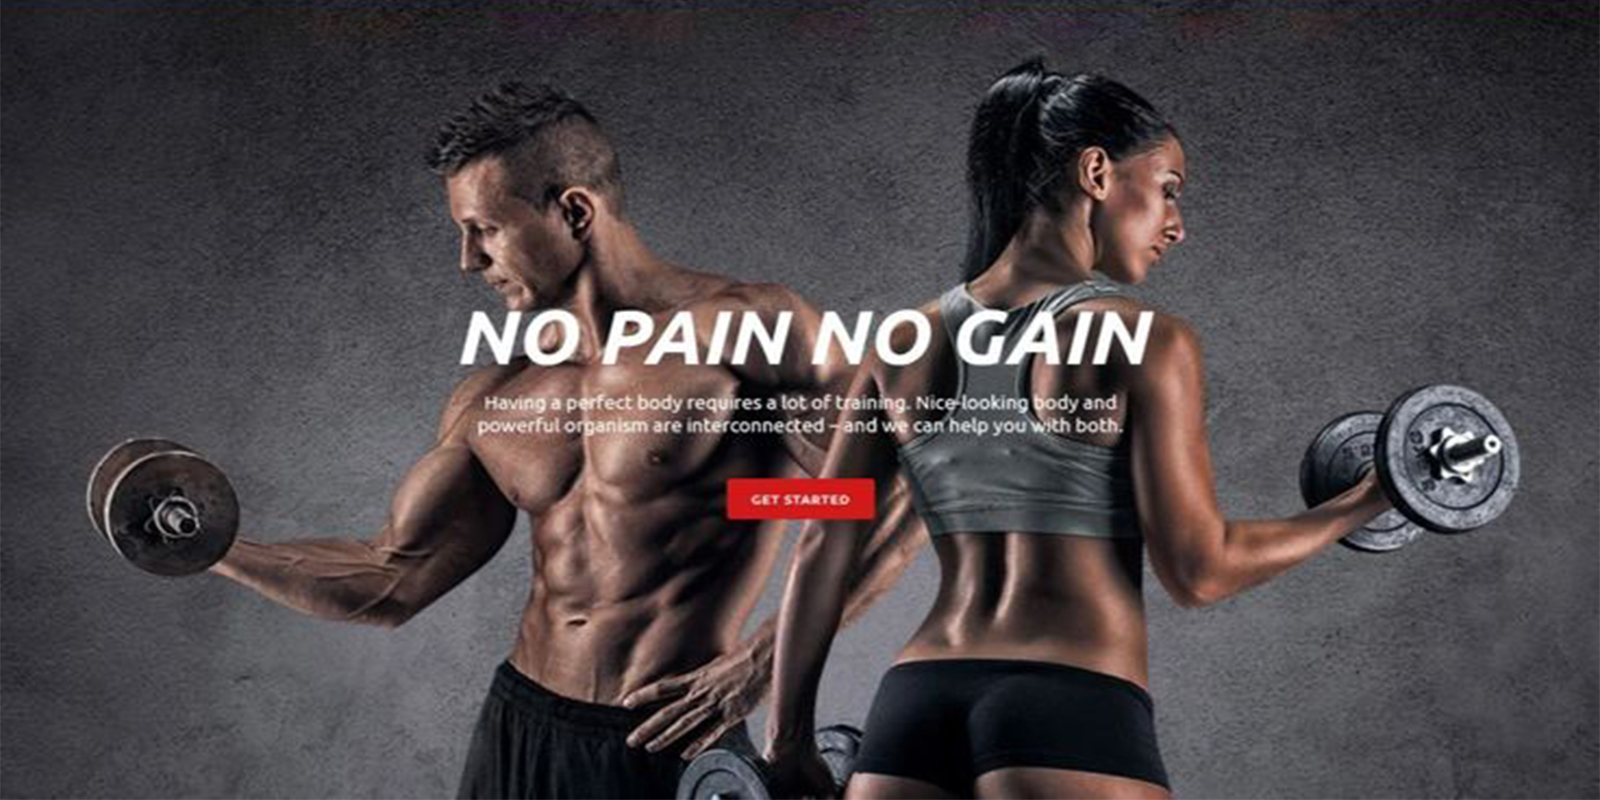 NO PAIN NO GAIN
Having a perfect body requires a lot of training. Nice-looking body and
powerful organism are interconnected – and we can help you with both.
GET STARTED